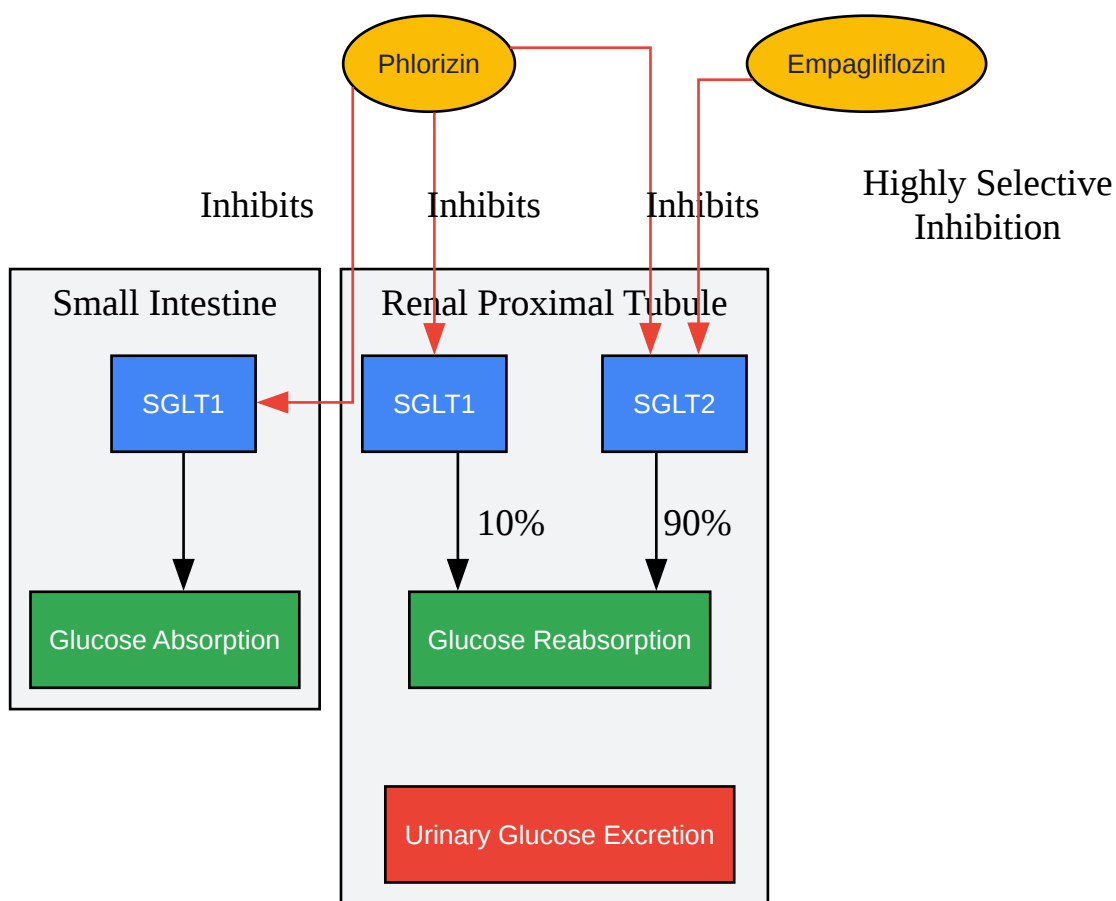 Phlorizin
Empagliflozin
Inhibits
Inhibits
Inhibits
Highly Selective
Inhibition
Small Intestine
Renal Proximal Tubule
SGLT1
SGLT1
SGLT2
10%
90%
Glucose Absorption
Glucose Reabsorption
Urinary Glucose Excretion